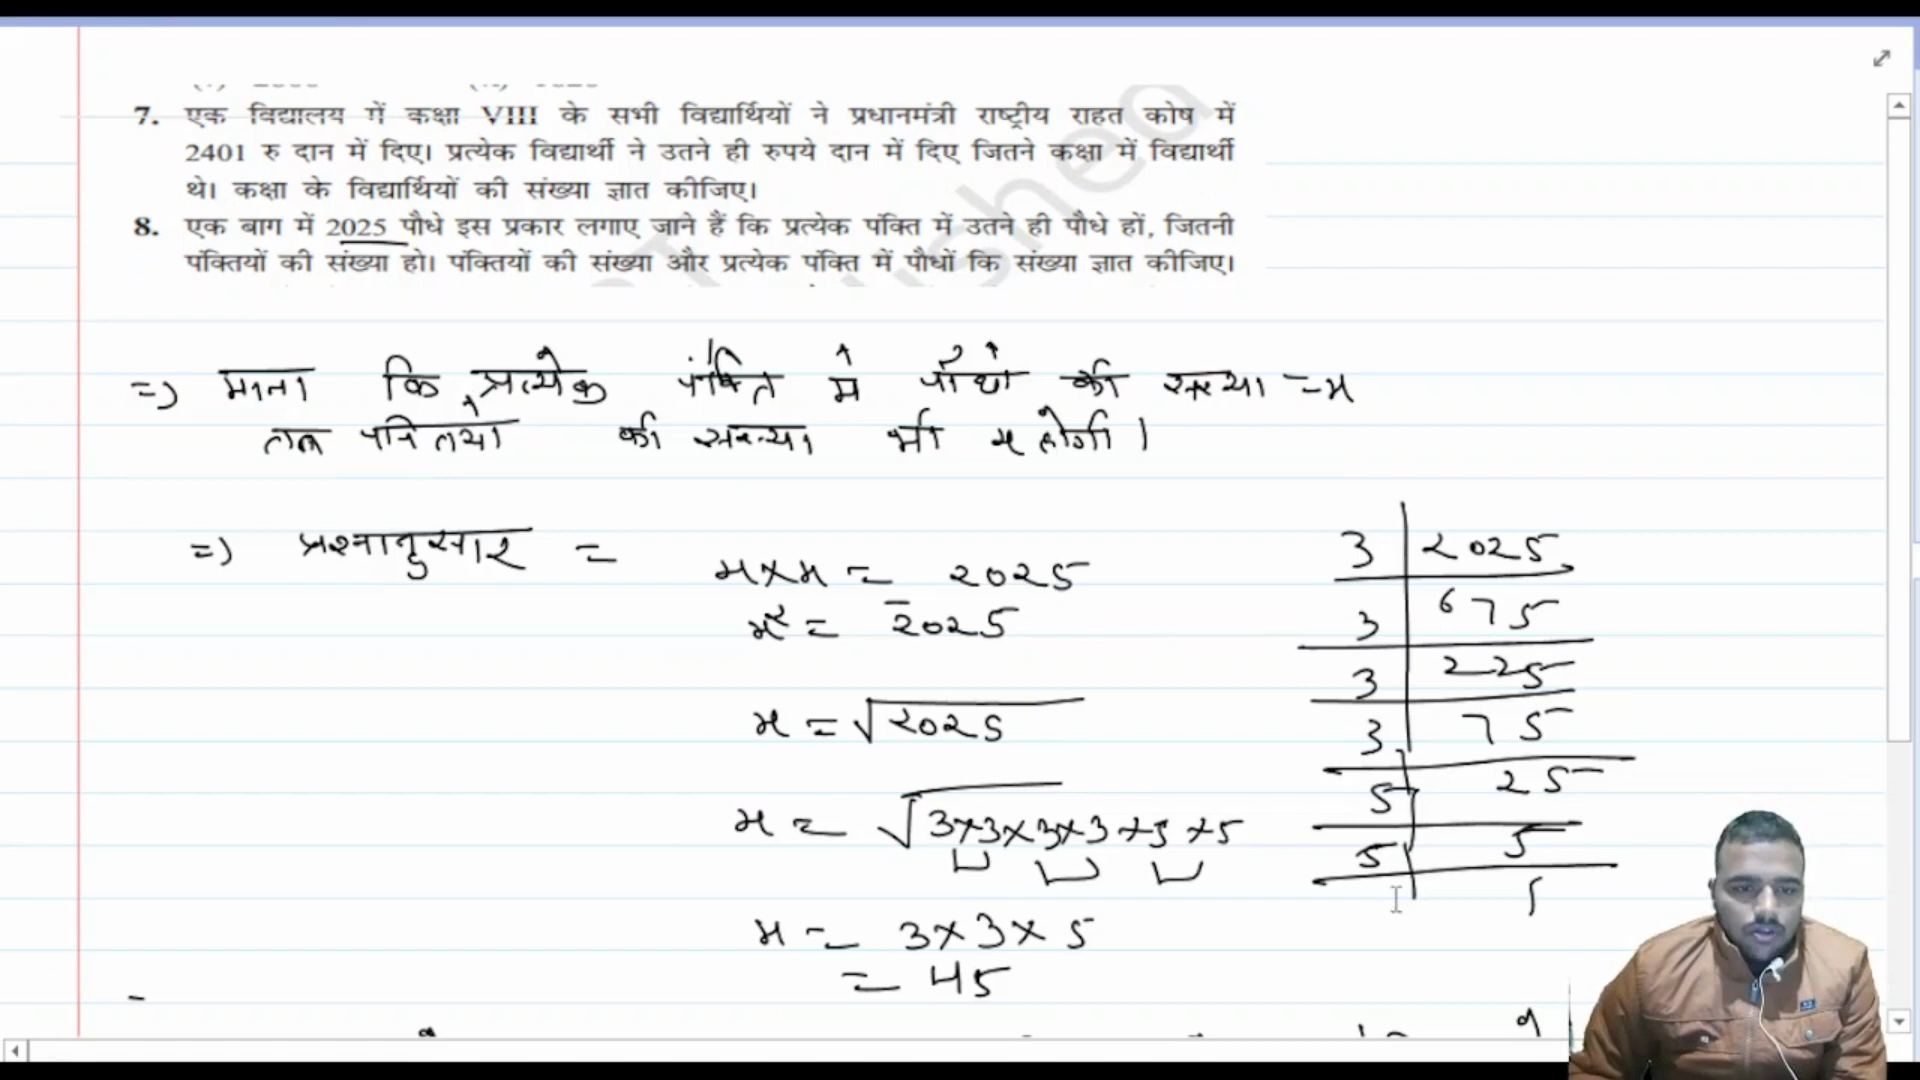 7. एक विद्यालय में कक्षा VIII के सभी विद्यार्थियों ने प्रधानमंत्री राष्ट्रीय राहत कोष में
2401 रु दान में दिए। प्रत्येक विद्यार्थी ने उतने ही रुपये दान में दिए जितने कक्षा में विद्यार्थी
थे। कक्षा के विद्यार्थियों की संख्या ज्ञात कीजिए।
8. एक बाग में 2025 पौधे इस प्रकार लगाए जाने हैं कि प्रत्येक पंक्ति में उतने ही पौधे हों, जितनी
पंक्तियों की संख्या हो। पंक्तियों की संख्या और प्रत्येक पंक्ति में पौधों कि संख्या ज्ञात कीजिए।
=) माना कि प्रत्येक पंक्ति में पौधों की संख्या = x
तब पंक्तियों की संख्या भी x होगी।
=) प्रश्नानुसार =
x × x = 2025
x² = 2025
x = √2025
x = √3×3×3×3×5×5
x = 3×3×5
= 45
3 | 2025
3 | 675
3 | 225
3 | 75
5 | 25
5 | 5
| 1